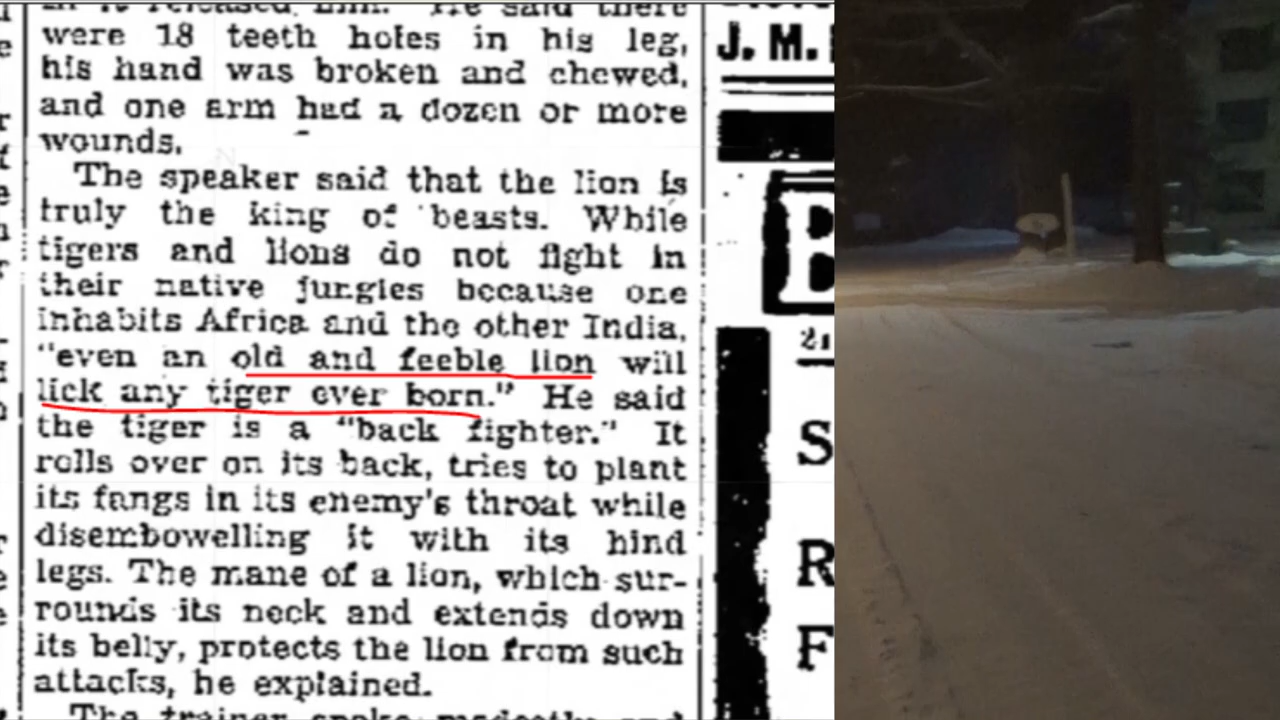 were 18 teeth holes in his leg,
his hand was broken and chewed,
and one arm had a dozen or more
wounds.
The speaker said that the lion is
truly the king of beasts. While
tigers and lions do not fight in
their native jungles because one
inhabits Africa and the other India,
"even an old and feeble lion will
lick any tiger ever born." He said
the tiger is a "back fighter." It
rolls over on its back, tries to plant
its fangs in its enemy's throat while
disembowelling it with its hind
legs. The mane of a lion, which sur-
rounds its neck and extends down
its belly, protects the lion from such
attacks, he explained.
The trainer spoke modestly and
J. M.